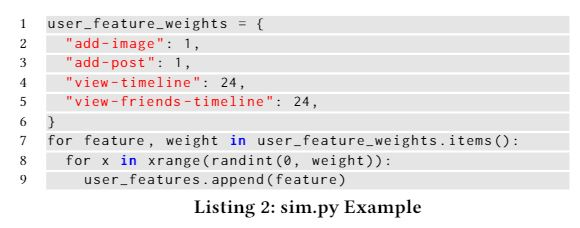 1 user_feature_weights = {
2 "add-image": 1,
3 "add-post": 1,
4 "view-timeline": 24,
5 "view-friends-timeline": 24,
6 }
7 for feature, weight in user_feature_weights.items():
8 for x in xrange(randint(0, weight)):
9 user_features.append(feature)
Listing 2: sim.py Example